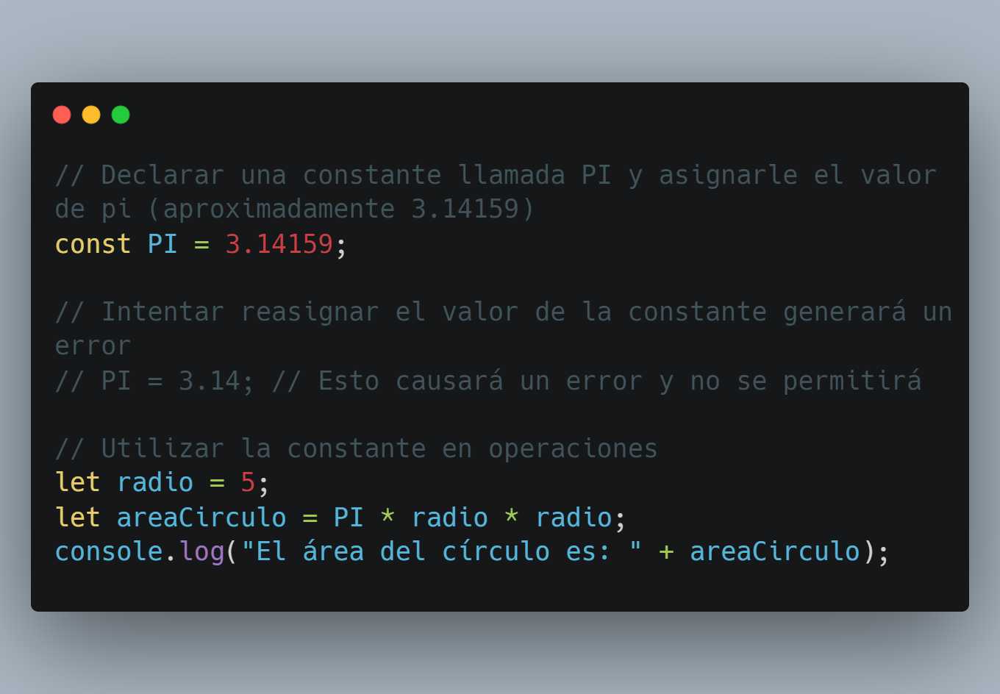 // Declarar una constante llamada PI y asignarle el valor
de pi (aproximadamente 3.14159)
const PI = 3.14159;
// Intentar reasignar el valor de la constante generará un
error
// PI = 3.14; // Esto causará un error y no se permitirá
// Utilizar la constante en operaciones
let radio = 5;
let areaCirculo = PI * radio * radio;
console.log("El área del círculo es: " + areaCirculo);